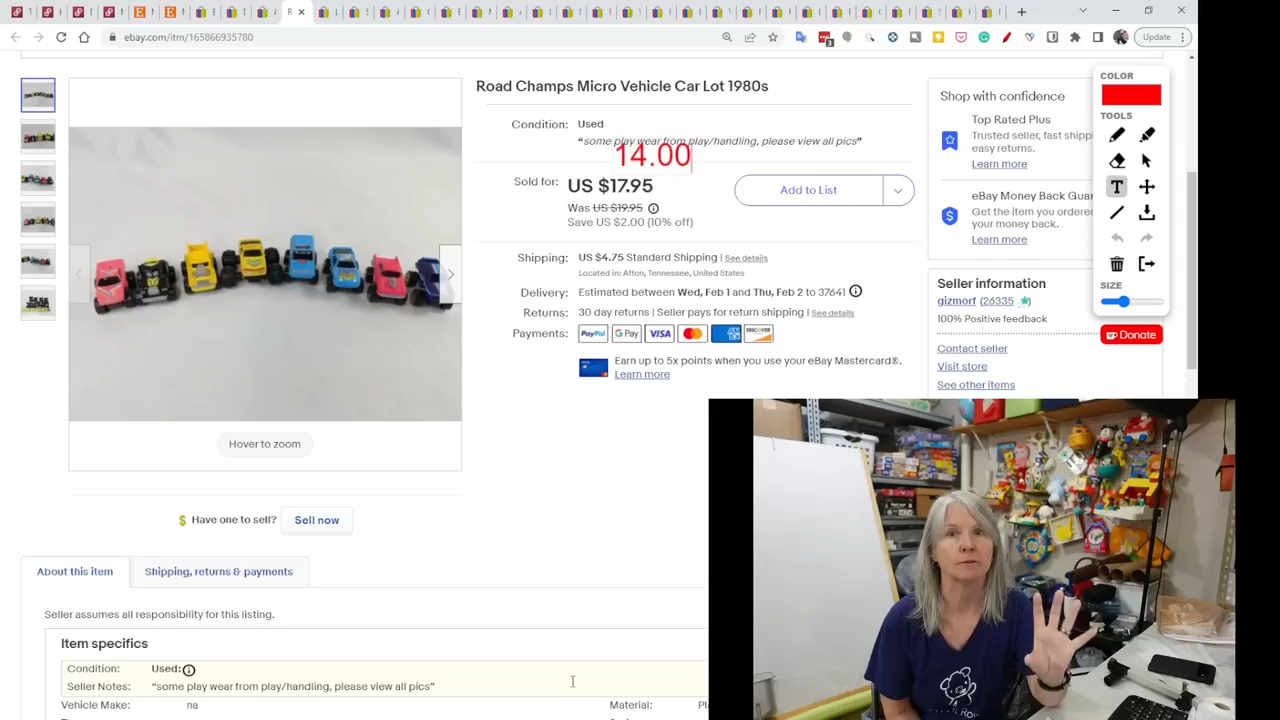 ebay.com/itm/165866935780
3
Update
Road Champs Micro Vehicle Car Lot 1980s
Condition:
Used
“some play wear from play/handling, please view all pics”
14.00
Sold for:
US $17.95
Was US $19.95
Save US $2.00 (10% off)
Add to List
Shipping:
US $4.75 Standard Shipping | See details
Located in: Afton, Tennessee, United States
Delivery:
Estimated between Wed, Feb 1 and Thu, Feb 2 to 37641
Returns:
30 day returns | Seller pays for return shipping | See details
Payments:
PayPal
G Pay
VISA
DISCOVER
Earn up to 5x points when you use your eBay Mastercard®.
Learn more
Hover to zoom
Have one to sell?
Sell now
Shop with confidence
Top Rated Plus
Trusted seller, fast shippi
easy returns.
Learn more
eBay Money Back Guar
Get the item you ordere
your money back.
Learn more
Seller information
gizmorf (26335
100% Positive feedback
Contact seller
Visit store
See other items
COLOR
TOOLS
T
SIZE
Donate
About this item
Shipping, returns & payments
Seller assumes all responsibility for this listing.
Item specifics
Condition:
Used:
Seller Notes:
“some play wear from play/handling, please view all pics”
Vehicle Make:
na
Material: